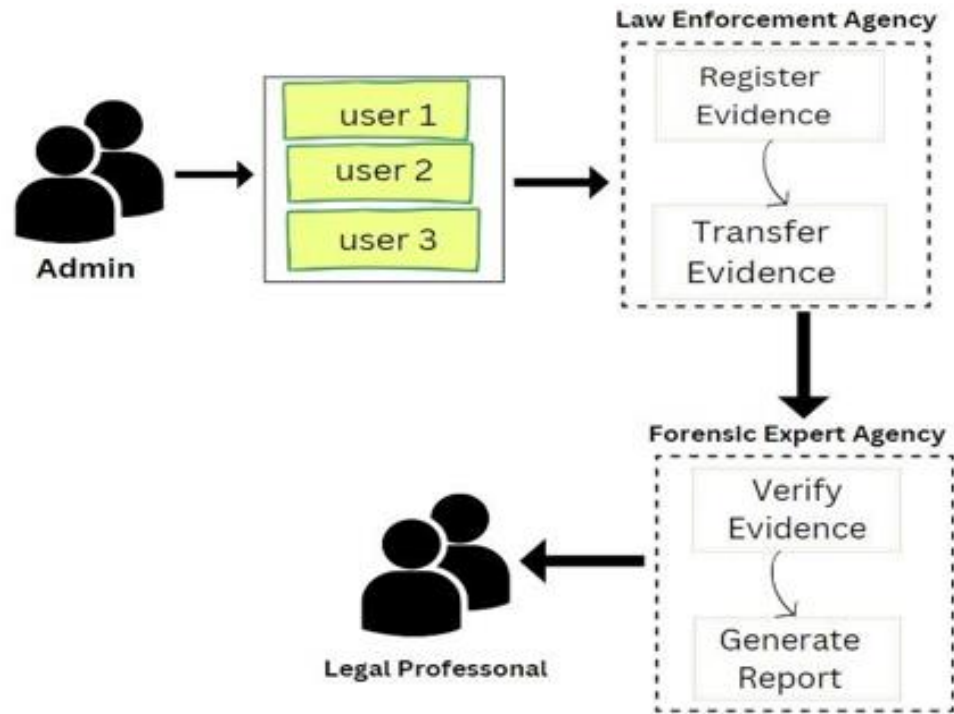 Law Enforcement Agency
Register
Evidence
Transfer
Evidence
user 1
user 2
user 3
Admin
Forensic Expert Agency
Verify
Evidence
Generate
Report
Legal Professonal